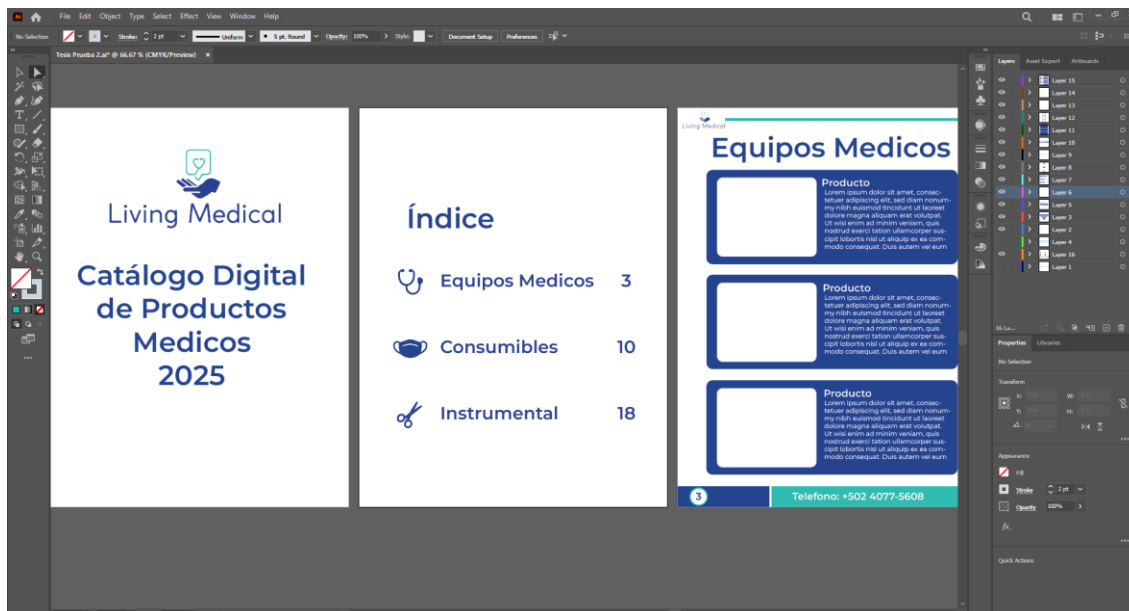 File Edit Object Type Select Effect View Window Help
No Selection Stroke: 2 pt Uniform 5 pt. Round Opacity: 100% Style: Document Setup Preferences
Tesis Prueba 2.ai* @ 66.67 % (CMYK/Preview) ×
Living Medical
Catálogo Digital
de Productos
Medicos
2025
Índice
Equipos Medicos 3
Consumibles 10
Instrumental 18
Living Medical
Equipos Medicos
Producto
Lorem ipsum dolor sit amet, consec-
tetuer adipiscing elit, sed diam nonum-
my nibh euismod tincidunt ut laoreet
dolore magna aliquam erat volutpat.
Ut wisi enim ad minim veniam, quis
nostrud exerci tation ullamcorper sus-
cipit lobortis nisl ut aliquip ex ea com-
modo consequat. Duis autem vel eum
Producto
Lorem ipsum dolor sit amet, consec-
tetuer adipiscing elit, sed diam nonum-
my nibh euismod tincidunt ut laoreet
dolore magna aliquam erat volutpat.
Ut wisi enim ad minim veniam, quis
nostrud exerci tation ullamcorper sus-
cipit lobortis nisl ut aliquip ex ea com-
modo consequat. Duis autem vel eum
Producto
Lorem ipsum dolor sit amet, consec-
tetuer adipiscing elit, sed diam nonum-
my nibh euismod tincidunt ut laoreet
dolore magna aliquam erat volutpat.
Ut wisi enim ad minim veniam, quis
nostrud exerci tation ullamcorper sus-
cipit lobortis nisl ut aliquip ex ea com-
modo consequat. Duis autem vel eum
3 Telefono: +502 4077-5608
Layers Asset Export Artboards
Layer 15
Layer 14
Layer 13
Layer 12
Layer 11
Layer 10
Layer 9
Layer 8
Layer 7
Layer 6
Layer 5
Layer 3
Layer 2
Layer 4
Layer 16
Layer 1
16 La...
Properties Libraries
No Selection
Transform
X: W:
Y: H:
Appearance
Fill
Stroke 2 pt
Opacity 100%
fx.
Quick Actions